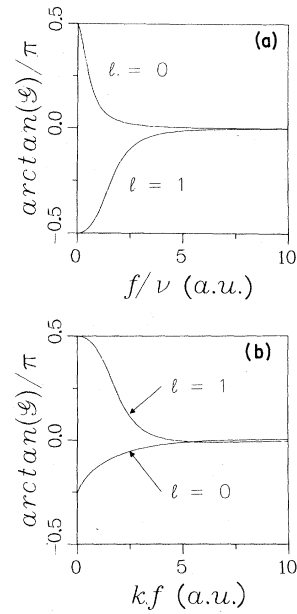 (a)
arctan(𝒢)/π
0.5
0.0
-0.5
ℓ. = 0
ℓ = 1
0
5
10
f/ν (a.u.)
(b)
arctan(𝒢)/π
0.5
0.0
-0.5
ℓ = 1
ℓ = 0
0
5
10
k.f (a.u.)